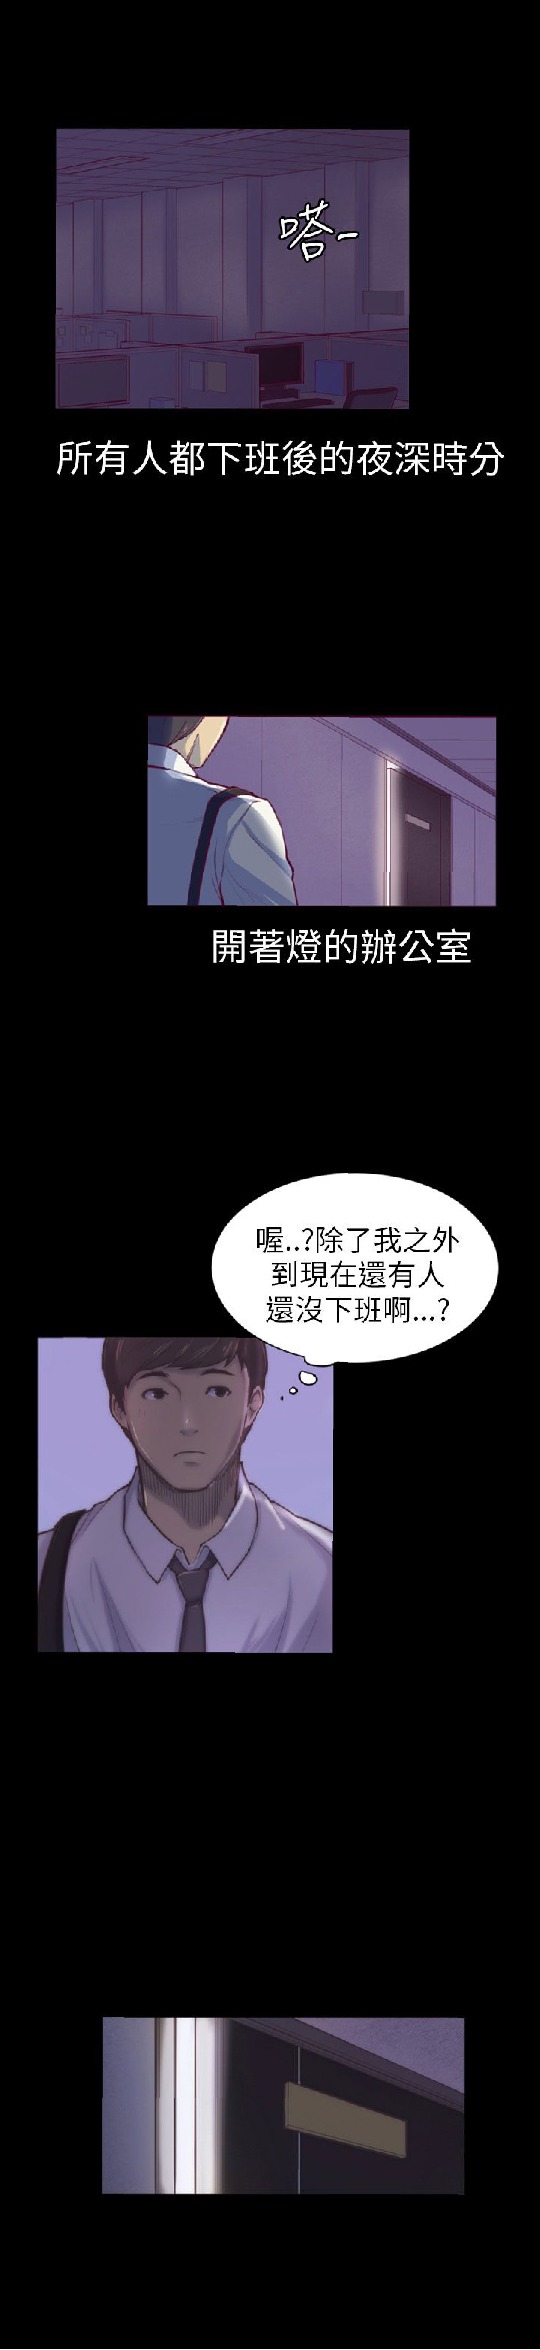 嗒-
所有人都下班後的夜深時分
開著燈的辦公室
喔..?除了我之外
到現在還有人
還沒下班啊...?